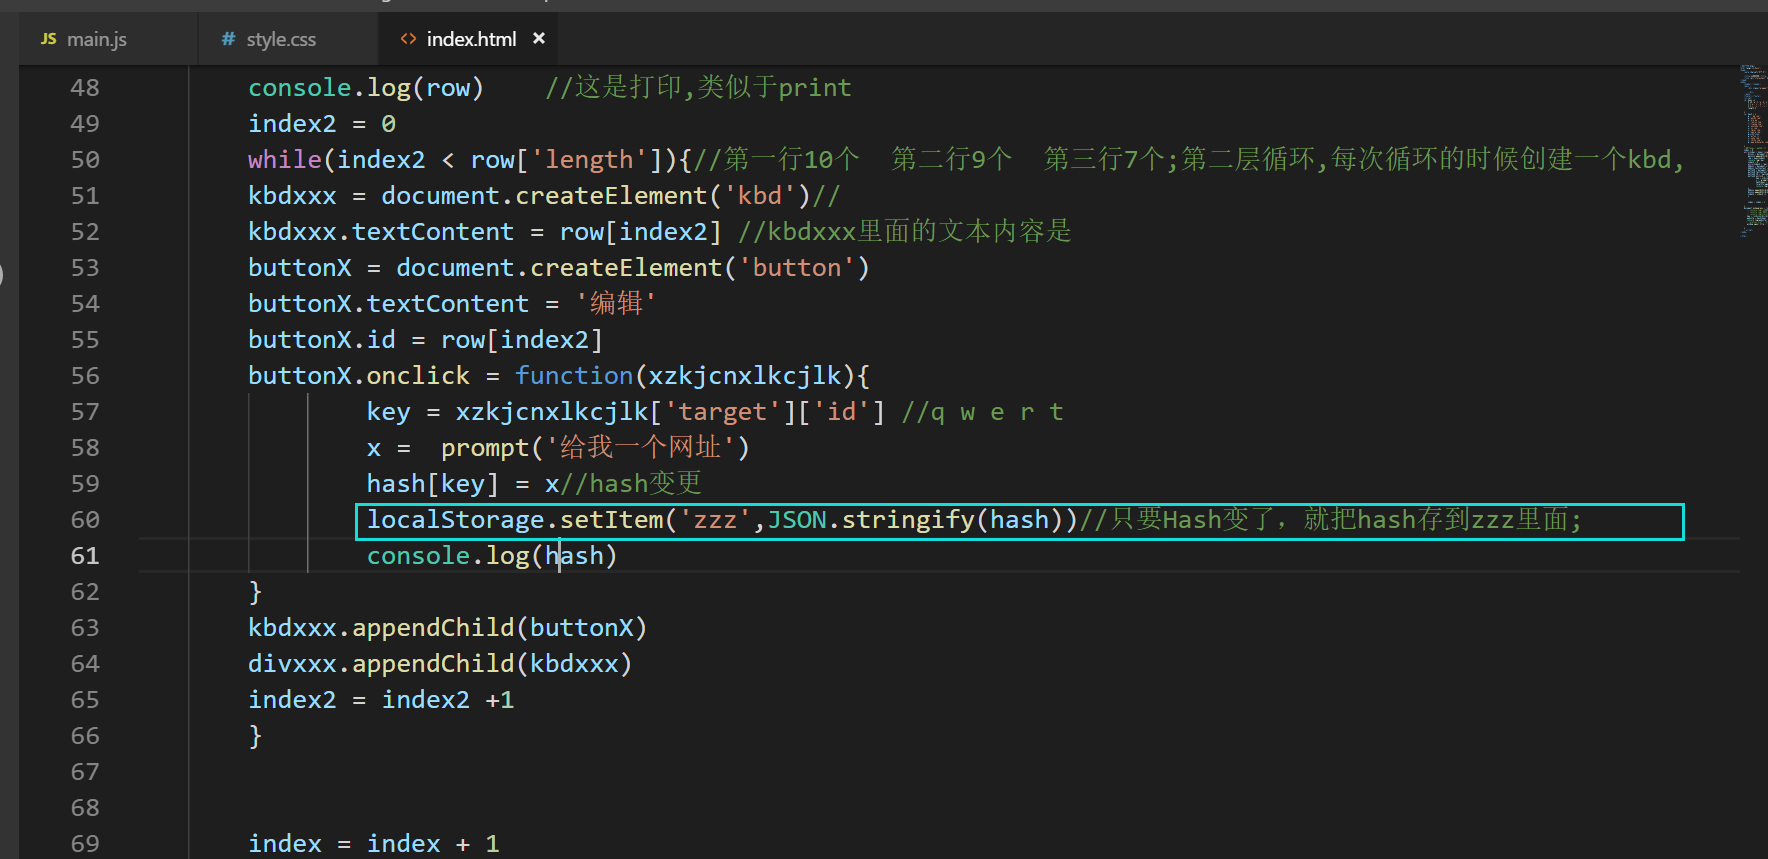 JS main.js # style.css <> index.html ×
48 console.log(row)    //这是打印,类似于print
49 index2 = 0
50 while(index2 < row['length']){//第一行10个  第二行9个  第三行7个;第二层循环,每次循环的时候创建一个kbd,
51 kbdxxx = document.createElement('kbd')//
52 kbdxxx.textContent = row[index2] //kbdxxx里面的文本内容是
53 buttonX = document.createElement('button')
54 buttonX.textContent = '编辑'
55 buttonX.id = row[index2]
56 buttonX.onclick = function(xzkjcnxlkcjlk){
57 key = xzkjcnxlkcjlk['target']['id'] //q w e r t
58 x =  prompt('给我一个网址')
59 hash[key] = x//hash变更
60 localStorage.setItem('zzz',JSON.stringify(hash))//只要Hash变了，就把hash存到zzz里面;
61 console.log(hash)
62 }
63 kbdxxx.appendChild(buttonX)
64 divxxx.appendChild(kbdxxx)
65 index2 = index2 +1
66 }
67
68
69 index = index + 1